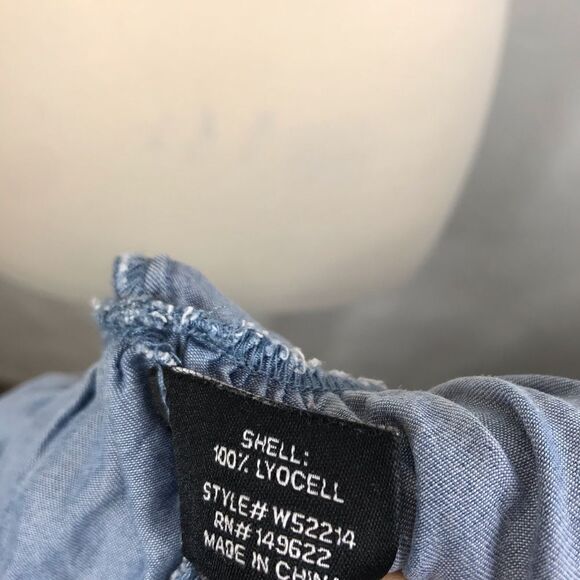 SHELL:
100% LYOCELL
STYLE# W52214
RN# 149622
MADE IN CHINA